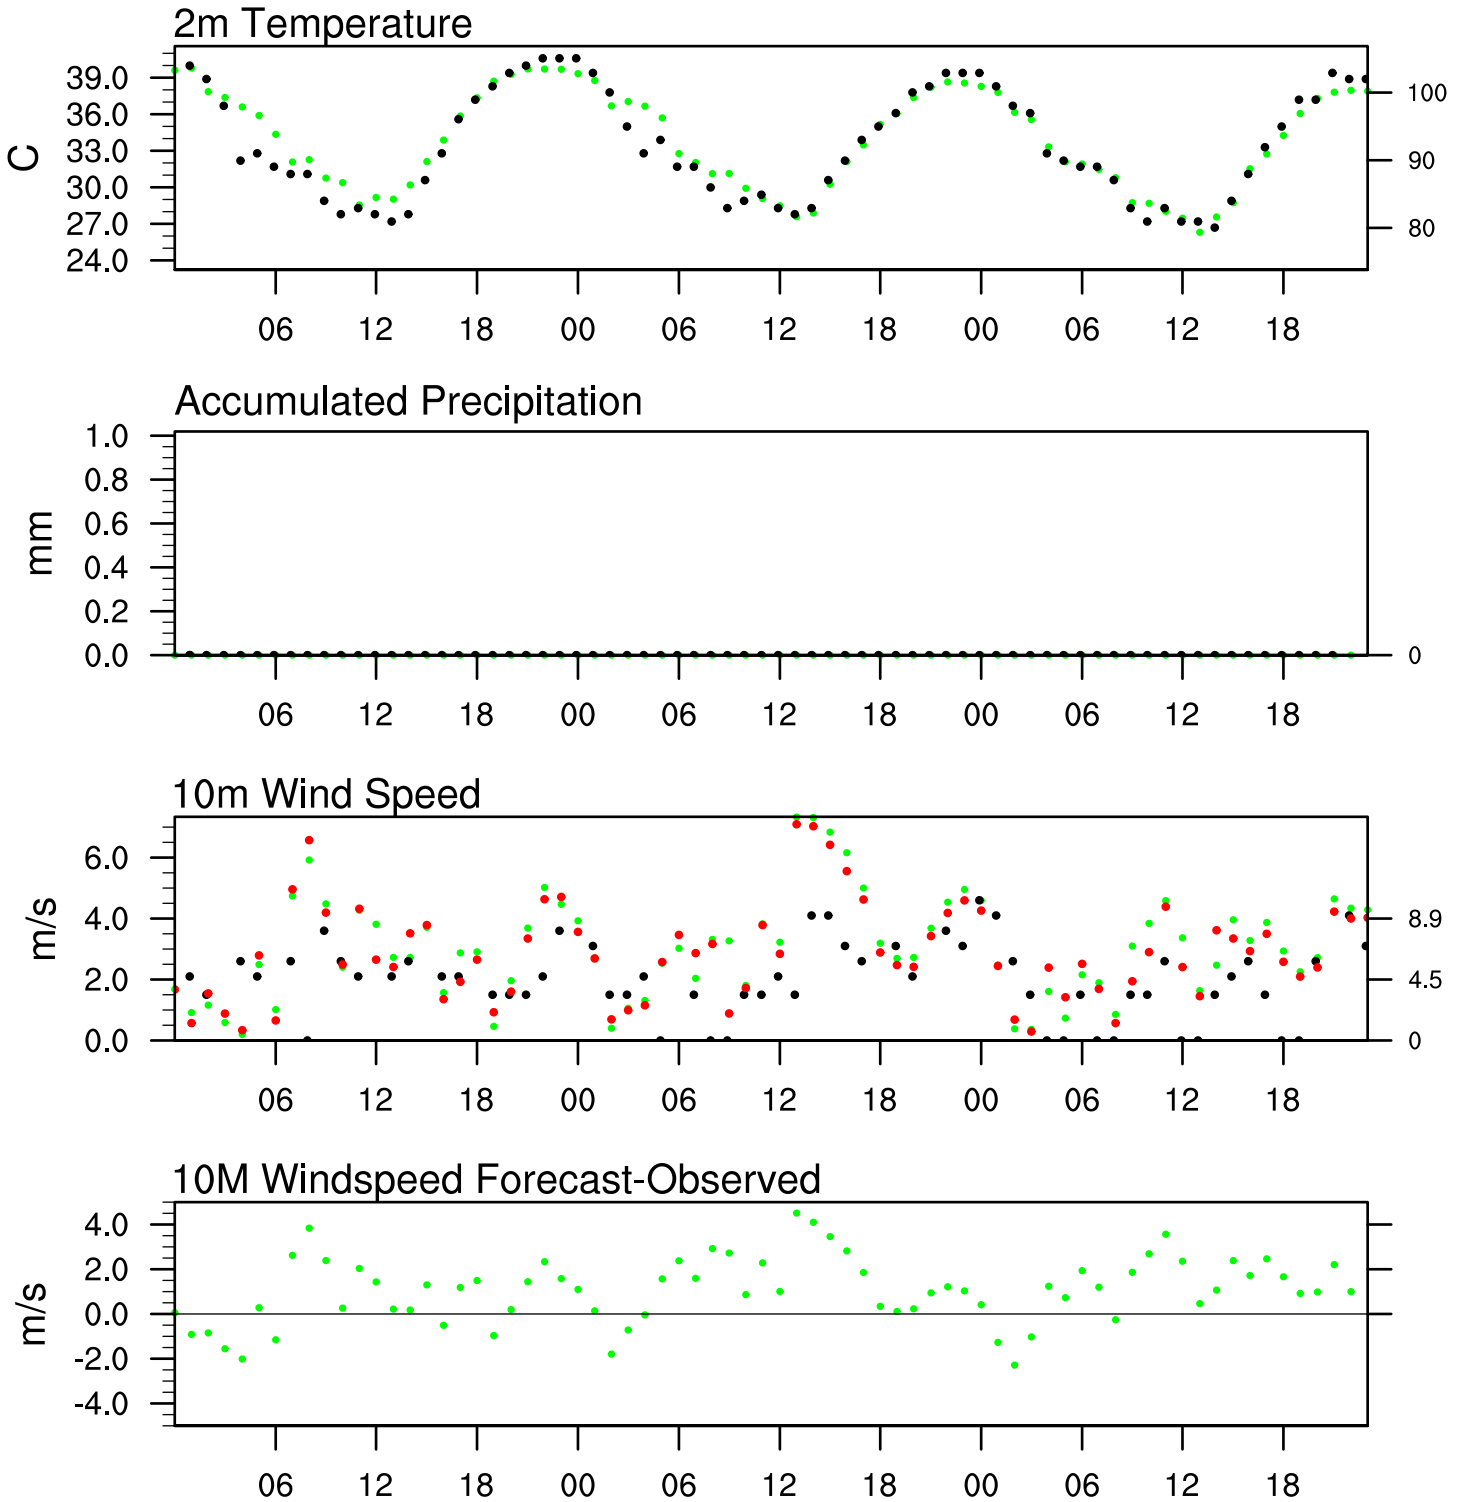 2m Temperature
C
39.0
36.0
33.0
30.0
27.0
24.0
100
90
80
06 12 18 00 06 12 18 00 06 12 18
Accumulated Precipitation
mm
1.0
0.8
0.6
0.4
0.2
0.0
0
06 12 18 00 06 12 18 00 06 12 18
10m Wind Speed
m/s
6.0
4.0
2.0
0.0
8.9
4.5
0
06 12 18 00 06 12 18 00 06 12 18
10M Windspeed Forecast-Observed
m/s
4.0
2.0
0.0
-2.0
-4.0
06 12 18 00 06 12 18 00 06 12 18